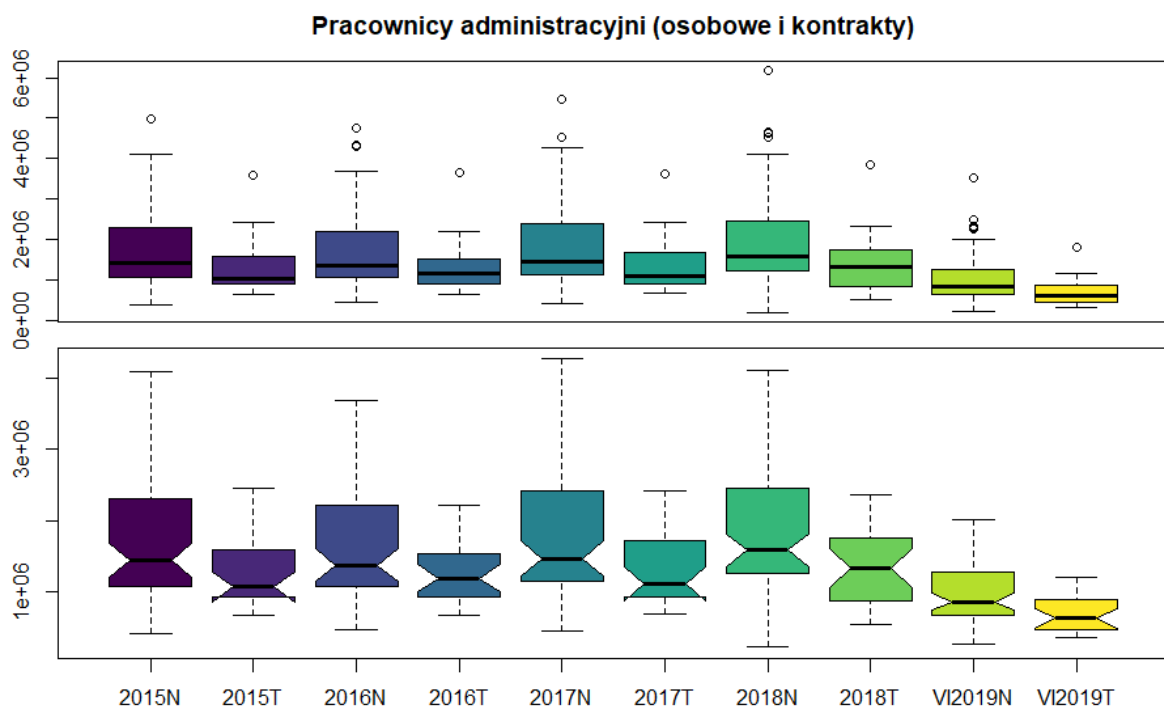 Pracownicy administracyjni (osobowe i kontrakty)
6e+06
4e+06
2e+06
0e+00
3e+06
1e+06
2015N 2015T 2016N 2016T 2017N 2017T 2018N 2018T VI2019N VI2019T